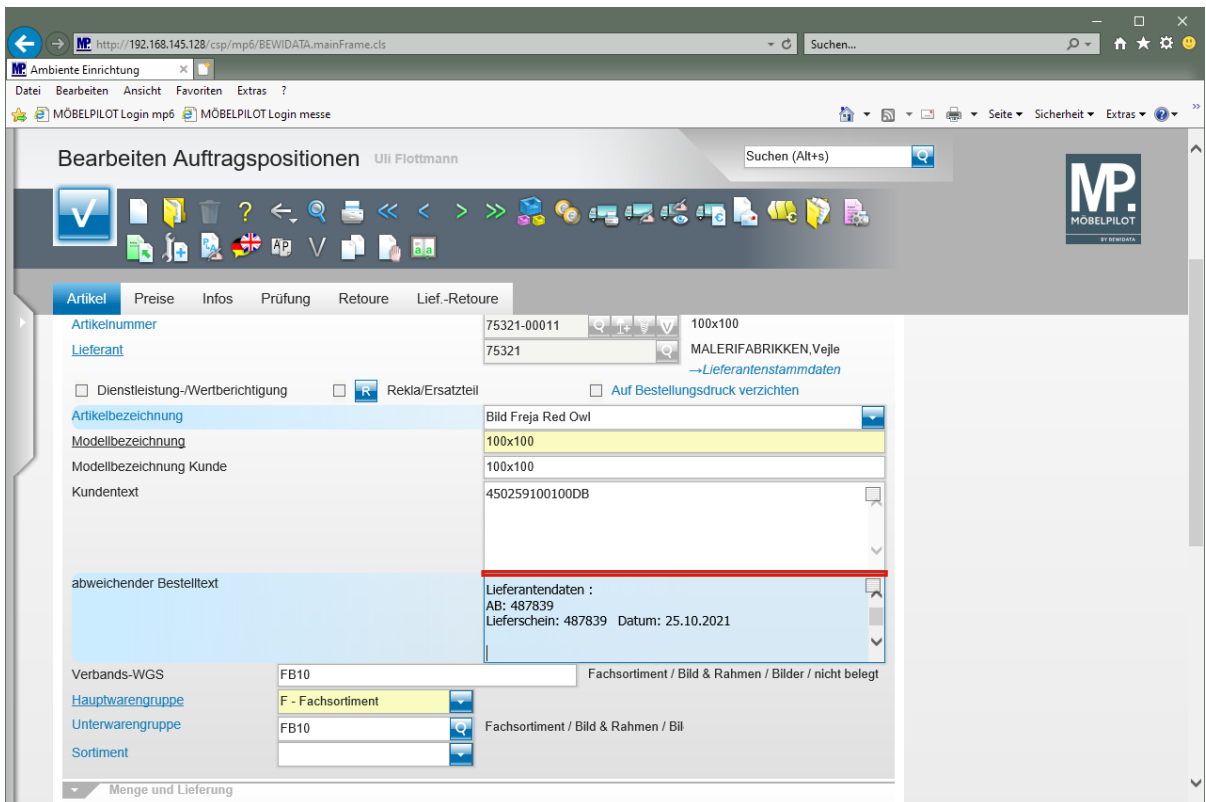 http://192.168.145.128/csp/mp6/BEWIDATA.mainFrame.cls
Suchen...
MP. Ambiente Einrichtung
Datei Bearbeiten Ansicht Favoriten Extras ?
MÖBELPILOT Login mp6 MÖBELPILOT Login messe
Seite Sicherheit Extras
Bearbeiten Auftragspositionen Uli Flottmann
Suchen (Alt+s)
MP.
MÖBELPILOT
BY BEWIDATA
Artikel Preise Infos Prüfung Retoure Lief.-Retoure
Artikelnummer 75321-00011 100x100
Lieferant 75321 MALERIFABRIKKEN,Vejle
→Lieferantenstammdaten
Dienstleistung-/Wertberichtigung R Rekla/Ersatzteil Auf Bestellungsdruck verzichten
Artikelbezeichnung Bild Freja Red Owl
Modellbezeichnung 100x100
Modellbezeichnung Kunde 100x100
Kundentext 450259100100DB
abweichender Bestelltext
Lieferantendaten :
AB: 487839
Lieferschein: 487839 Datum: 25.10.2021
Verbands-WGS FB10 Fachsortiment / Bild & Rahmen / Bilder / nicht belegt
Hauptwarengruppe F - Fachsortiment
Unterwarengruppe FB10 Fachsortiment / Bild & Rahmen / Bil
Sortiment
Menge und Lieferung